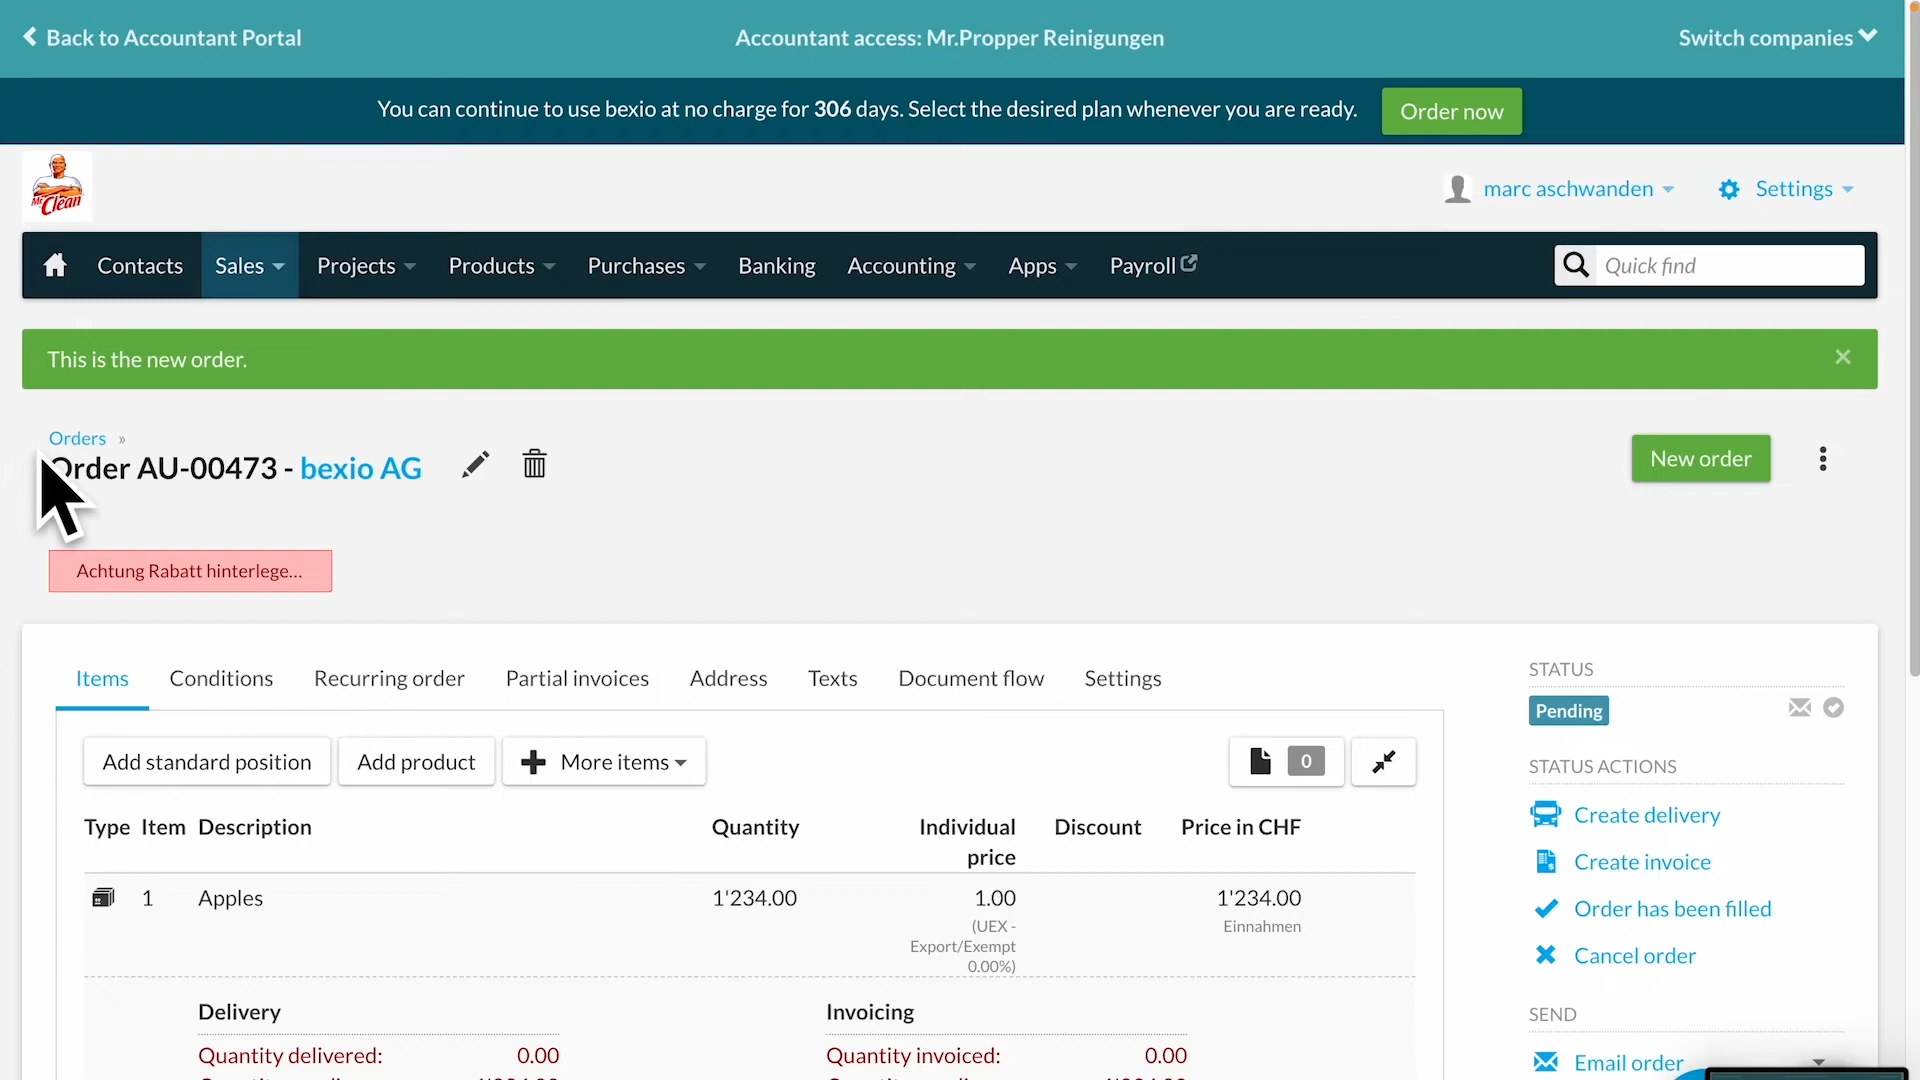 Back to Accountant Portal
Accountant access: Mr.Propper Reinigungen
Switch companies
You can continue to use bexio at no charge for 306 days. Select the desired plan whenever you are ready.
Order now
Mr. Clean
marc aschwanden
Settings
Contacts
Sales
Projects
Products
Purchases
Banking
Accounting
Apps
Payroll
Quick find
This is the new order.
Orders »
Order AU-00473 - bexio AG
New order
Achtung Rabatt hinterlege...
Items
Conditions
Recurring order
Partial invoices
Address
Texts
Document flow
Settings
STATUS
Pending
Add standard position
Add product
More items
0
STATUS ACTIONS
Create delivery
Create invoice
Order has been filled
Cancel order
Type Item Description Quantity Individual price Discount Price in CHF
1 Apples 1'234.00 1.00 1'234.00
(UEX - Export/Exempt 0.00%)
Einnahmen
Delivery
Invoicing
SEND
Quantity delivered: 0.00
Quantity invoiced: 0.00
Email order